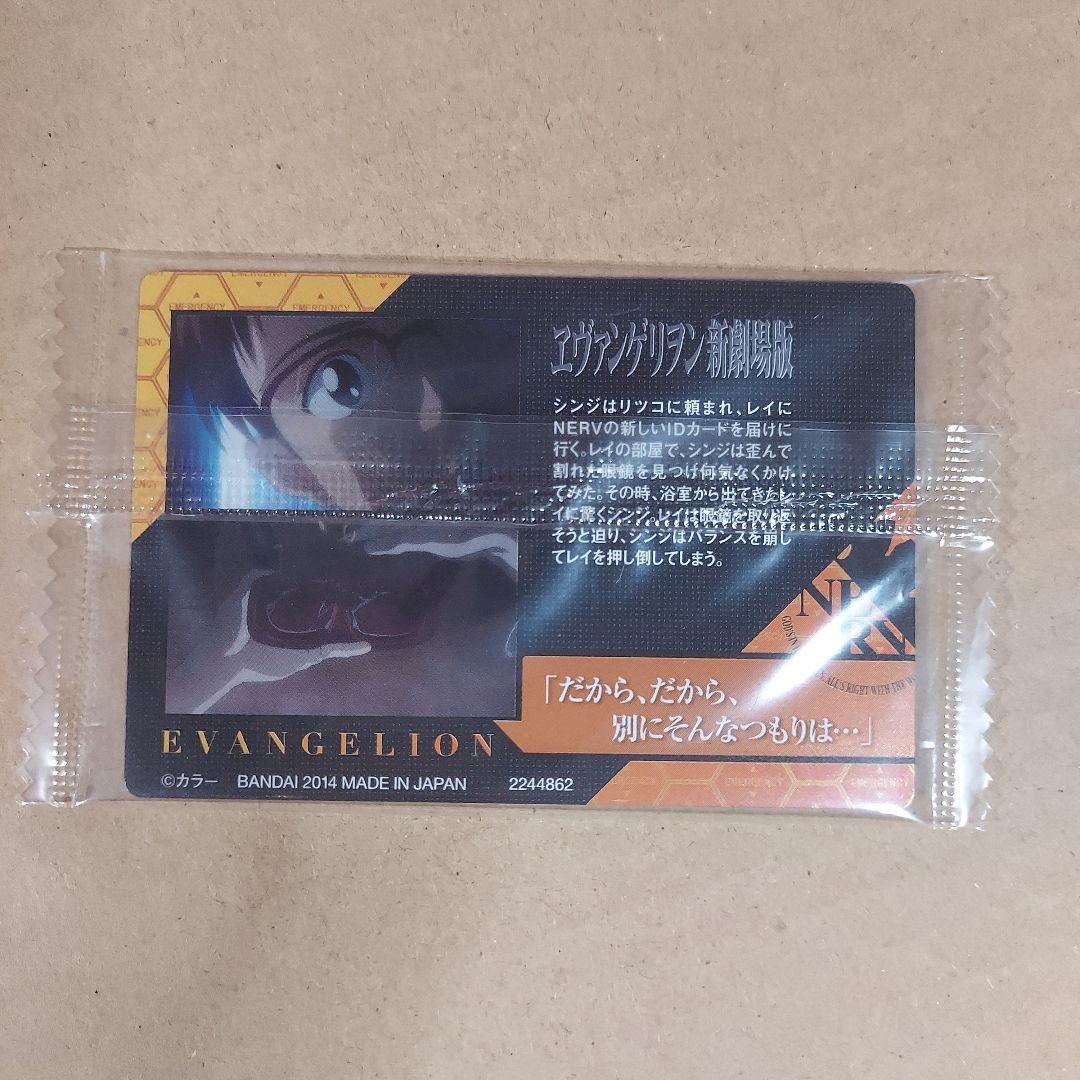 EMERGENCY
EMERGENCY
EMERGENCY
ENCY
ヱヴァンゲリヲン新劇場版
シンジはリツコに頼まれ、レイに
NERVの新しいIDカードを届けに
行く。レイの部屋で、シンジは歪んで
割れた眼鏡を見つけ何気なくかけ
てみた。その時、浴室から出てきたレ
イに驚くシンジ。レイは眼鏡を取り返
そうと迫り、シンジはバランスを崩し
てレイを押し倒してしまう。
「だから、だから、
別にそんなつもりは…」
EVANGELION
©カラー BANDAI 2014 MADE IN JAPAN 2244862